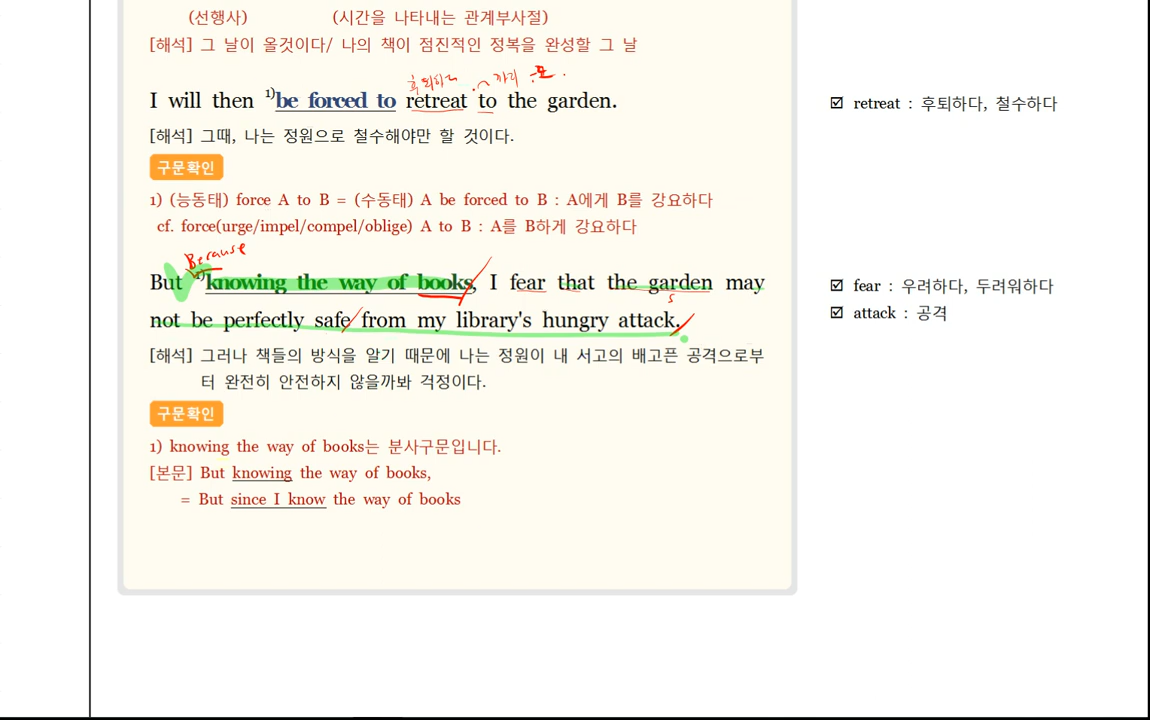 (선행사) (시간을 나타내는 관계부사절)
[해석] 그 날이 올것이다/ 나의 책이 점진적인 정복을 완성할 그 날
후퇴하다 까지
I will then 1)be forced to retreat to the garden.
☑ retreat : 후퇴하다, 철수하다
[해석] 그때, 나는 정원으로 철수해야만 할 것이다.
구문확인
1) (능동태) force A to B = (수동태) A be forced to B : A에게 B를 강요하다
cf. force(urge/impel/compel/oblige) A to B : A를 B하게 강요하다
Because
But 1)knowing the way of books, I fear that the garden may
☑ fear : 우려하다, 두려워하다
s
not be perfectly safe from my library's hungry attack.
☑ attack : 공격
[해석] 그러나 책들의 방식을 알기 때문에 나는 정원이 내 서고의 배고픈 공격으로부
터 완전히 안전하지 않을까봐 걱정이다.
구문확인
1) knowing the way of books는 분사구문입니다.
[본문] But knowing the way of books,
= But since I know the way of books